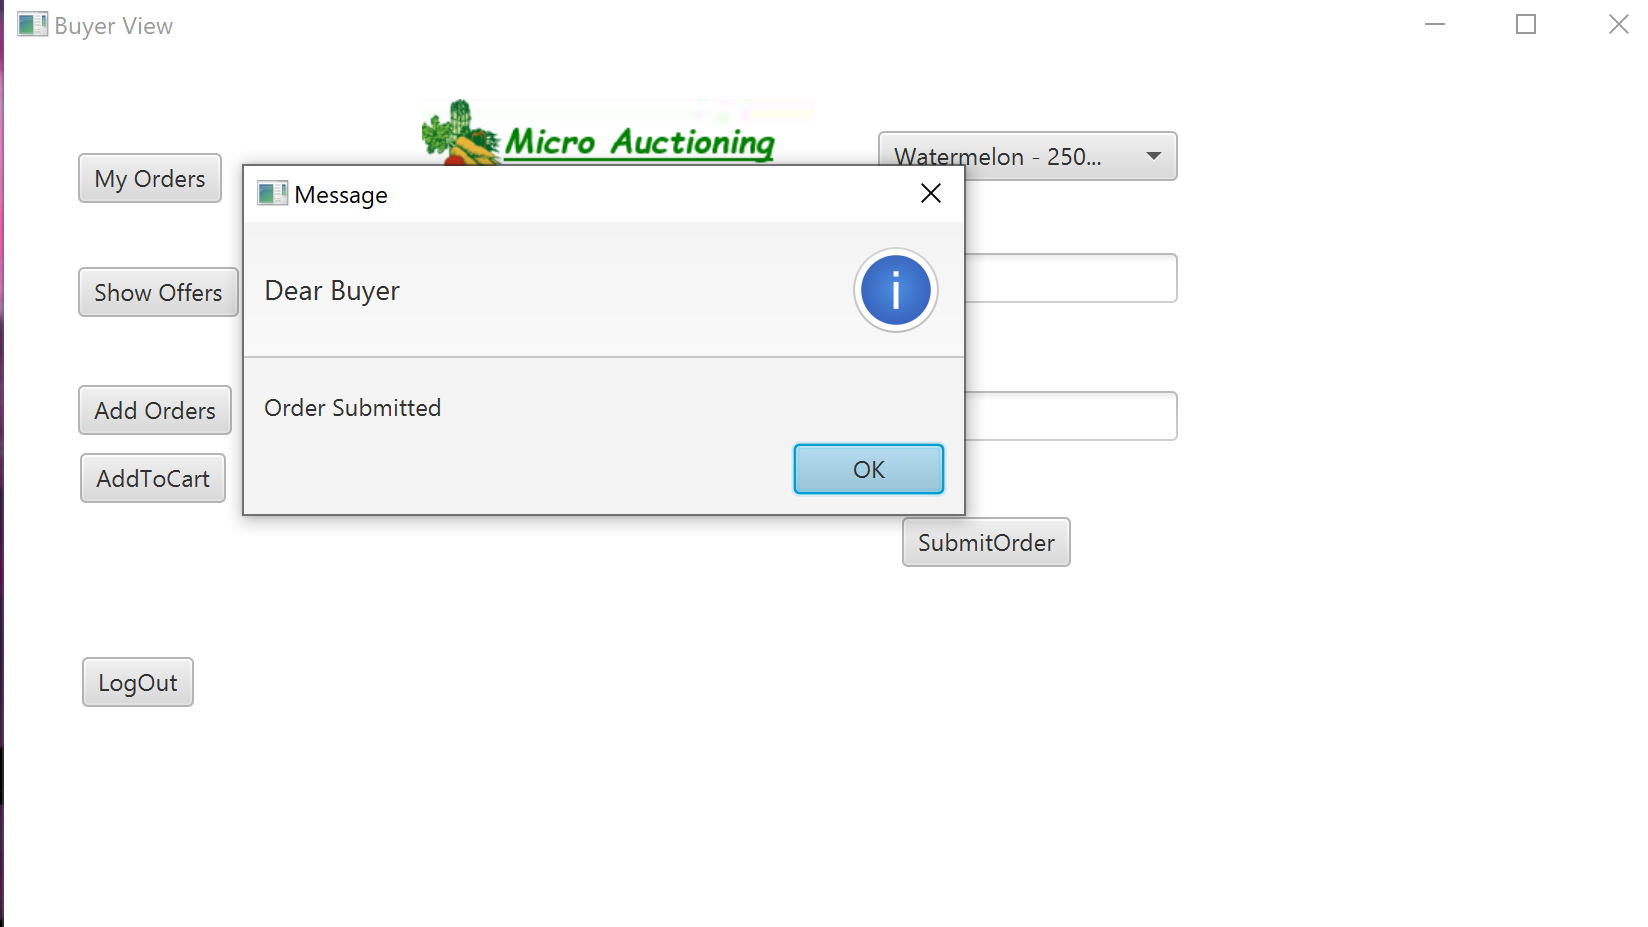 Buyer View
Micro Auctioning
Watermelon - 250...
My Orders
Message
Show Offers
Dear Buyer
i
Add Orders
Order Submitted
AddToCart
OK
SubmitOrder
LogOut